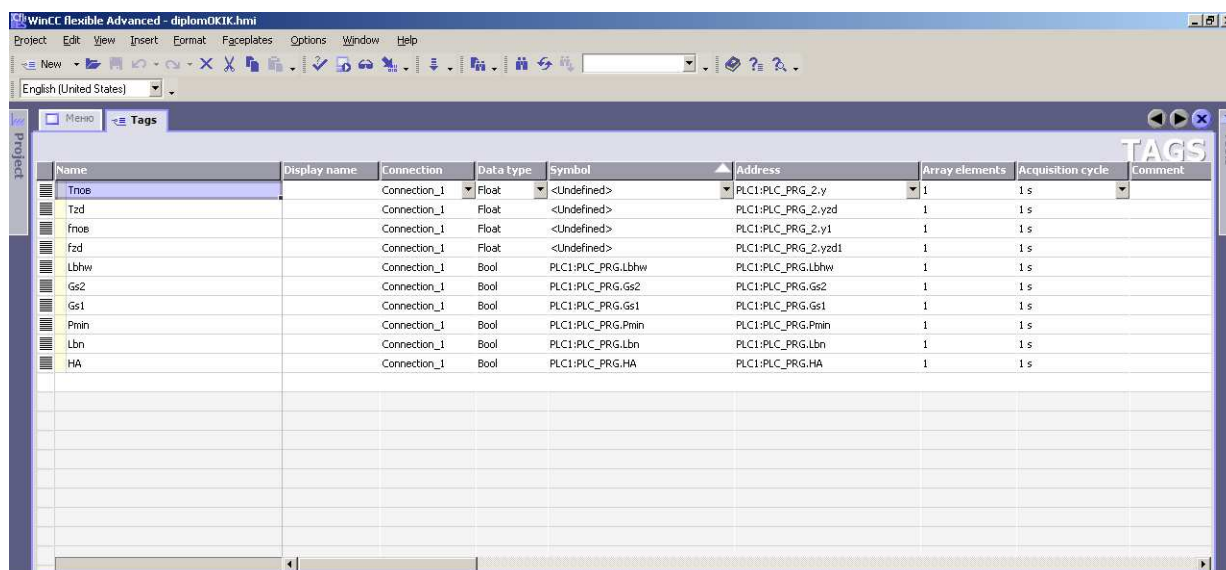 WinCC flexible Advanced - diplomOKIK.hmi
Project Edit View Insert Format Faceplates Options Window Help
New
English (United States)
Меню Tags
Project
TAGS
Name Display name Connection Data type Symbol Address Array elements Acquisition cycle Comment
Тпов Connection_1 Float <Undefined> PLC1:PLC_PRG_2.y 1 1 s
Tzd Connection_1 Float <Undefined> PLC1:PLC_PRG_2.yzd 1 1 s
fпов Connection_1 Float <Undefined> PLC1:PLC_PRG_2.y1 1 1 s
fzd Connection_1 Float <Undefined> PLC1:PLC_PRG_2.yzd1 1 1 s
Lbhw Connection_1 Bool PLC1:PLC_PRG.Lbhw PLC1:PLC_PRG.Lbhw 1 1 s
Gs2 Connection_1 Bool PLC1:PLC_PRG.Gs2 PLC1:PLC_PRG.Gs2 1 1 s
Gs1 Connection_1 Bool PLC1:PLC_PRG.Gs1 PLC1:PLC_PRG.Gs1 1 1 s
Pmin Connection_1 Bool PLC1:PLC_PRG.Pmin PLC1:PLC_PRG.Pmin 1 1 s
Lbn Connection_1 Bool PLC1:PLC_PRG.Lbn PLC1:PLC_PRG.Lbn 1 1 s
HA Connection_1 Bool PLC1:PLC_PRG.HA PLC1:PLC_PRG.HA 1 1 s